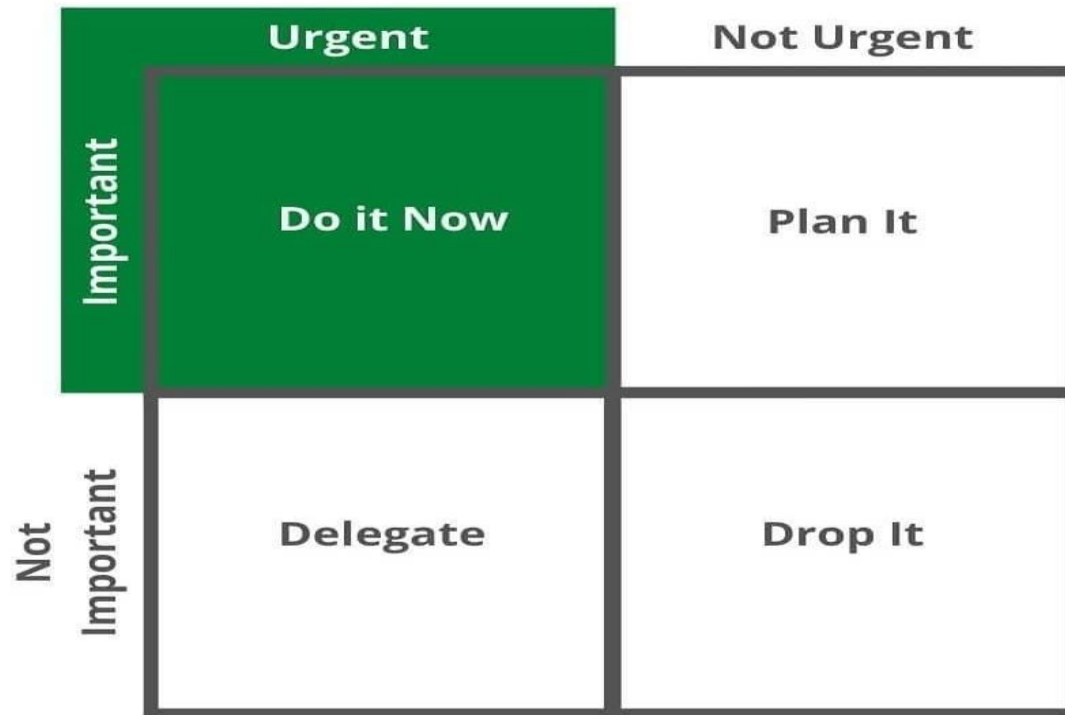 Urgent
Not Urgent
Important
Do it Now
Plan It
Not
Important
Delegate
Drop It